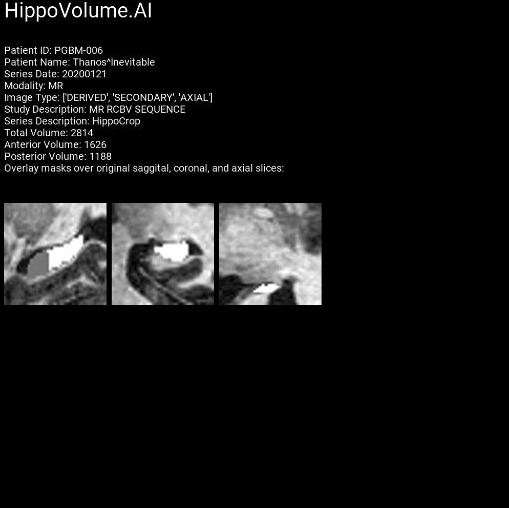 HippoVolume.AI
Patient ID: PGBM-006
Patient Name: Thanos^Inevitable
Series Date: 20200121
Modality: MR
Image Type: ['DERIVED', 'SECONDARY', 'AXIAL']
Study Description: MR RCBV SEQUENCE
Series Description: HippoCrop
Total Volume: 2814
Anterior Volume: 1626
Posterior Volume: 1188
Overlay masks over original saggital, coronal, and axial slices: